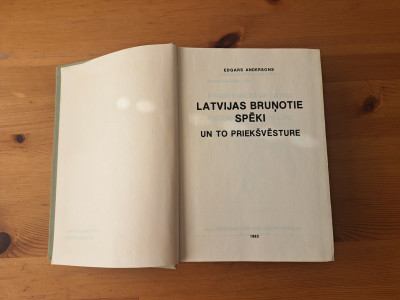 EDGARS ANDERSONS
LATVIJAS BRUŅOTIE
SPĒKI
UN TO PRIEKŠVĒSTURE
1983